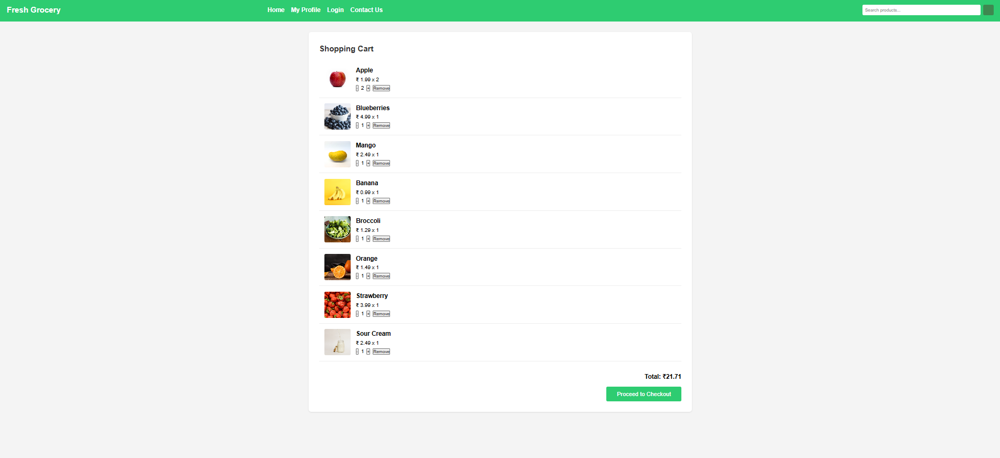 Fresh Grocery
Home My Profile Login Contact Us
Search products...
Shopping Cart
Apple
₹ 1.99 x 2
- 2 + Remove
Blueberries
₹ 4.99 x 1
- 1 + Remove
Mango
₹ 2.49 x 1
- 1 + Remove
Banana
₹ 0.99 x 1
- 1 + Remove
Broccoli
₹ 1.29 x 1
- 1 + Remove
Orange
₹ 1.49 x 1
- 1 + Remove
Strawberry
₹ 3.99 x 1
- 1 + Remove
Sour Cream
₹ 2.49 x 1
- 1 + Remove
Total: ₹21.71
Proceed to Checkout